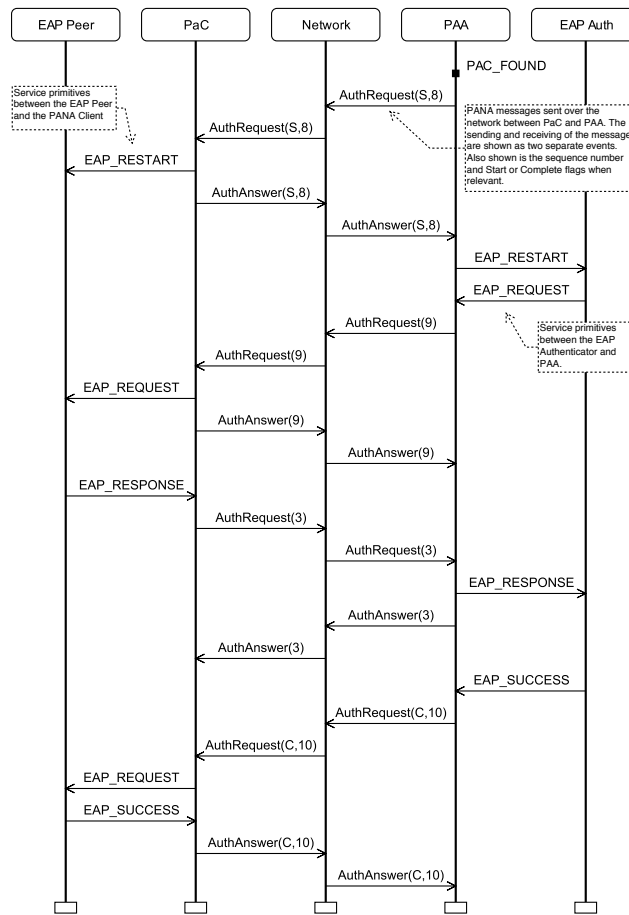 EAP Peer PaC Network PAA EAP Auth
PAC_FOUND
Service primitives
between the EAP Peer
and the PANA Client
AuthRequest(S,8)
PANA messages sent over the
network between PaC and PAA. The
sending and receiving of the message
are shown as two separate events.
Also shown is the sequence number
and Start or Complete flags when
relevant.
AuthRequest(S,8)
EAP_RESTART
AuthAnswer(S,8)
AuthAnswer(S,8)
EAP_RESTART
EAP_REQUEST
AuthRequest(9)
Service primitives
between the EAP
Authenticator and
PAA.
AuthRequest(9)
EAP_REQUEST
AuthAnswer(9)
AuthAnswer(9)
EAP_RESPONSE
AuthRequest(3)
AuthRequest(3)
EAP_RESPONSE
AuthAnswer(3)
AuthAnswer(3)
EAP_SUCCESS
AuthRequest(C,10)
AuthRequest(C,10)
EAP_REQUEST
EAP_SUCCESS
AuthAnswer(C,10)
AuthAnswer(C,10)